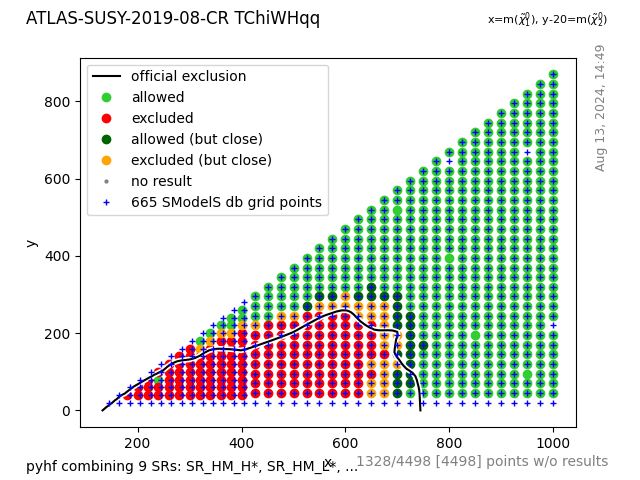 ATLAS-SUSY-2019-08-CR TChiWHqq
x=m(χ̃₁⁰), y-20=m(χ̃₂⁰)
Aug 13, 2024, 14:49
official exclusion
allowed
excluded
allowed (but close)
excluded (but close)
no result
665 SModelS db grid points
y
800
600
400
200
0
200 400 600 800 1000
x
pyhf combining 9 SRs: SR_HM_H*, SR_HM_L*, ...
1328/4498 [4498] points w/o results